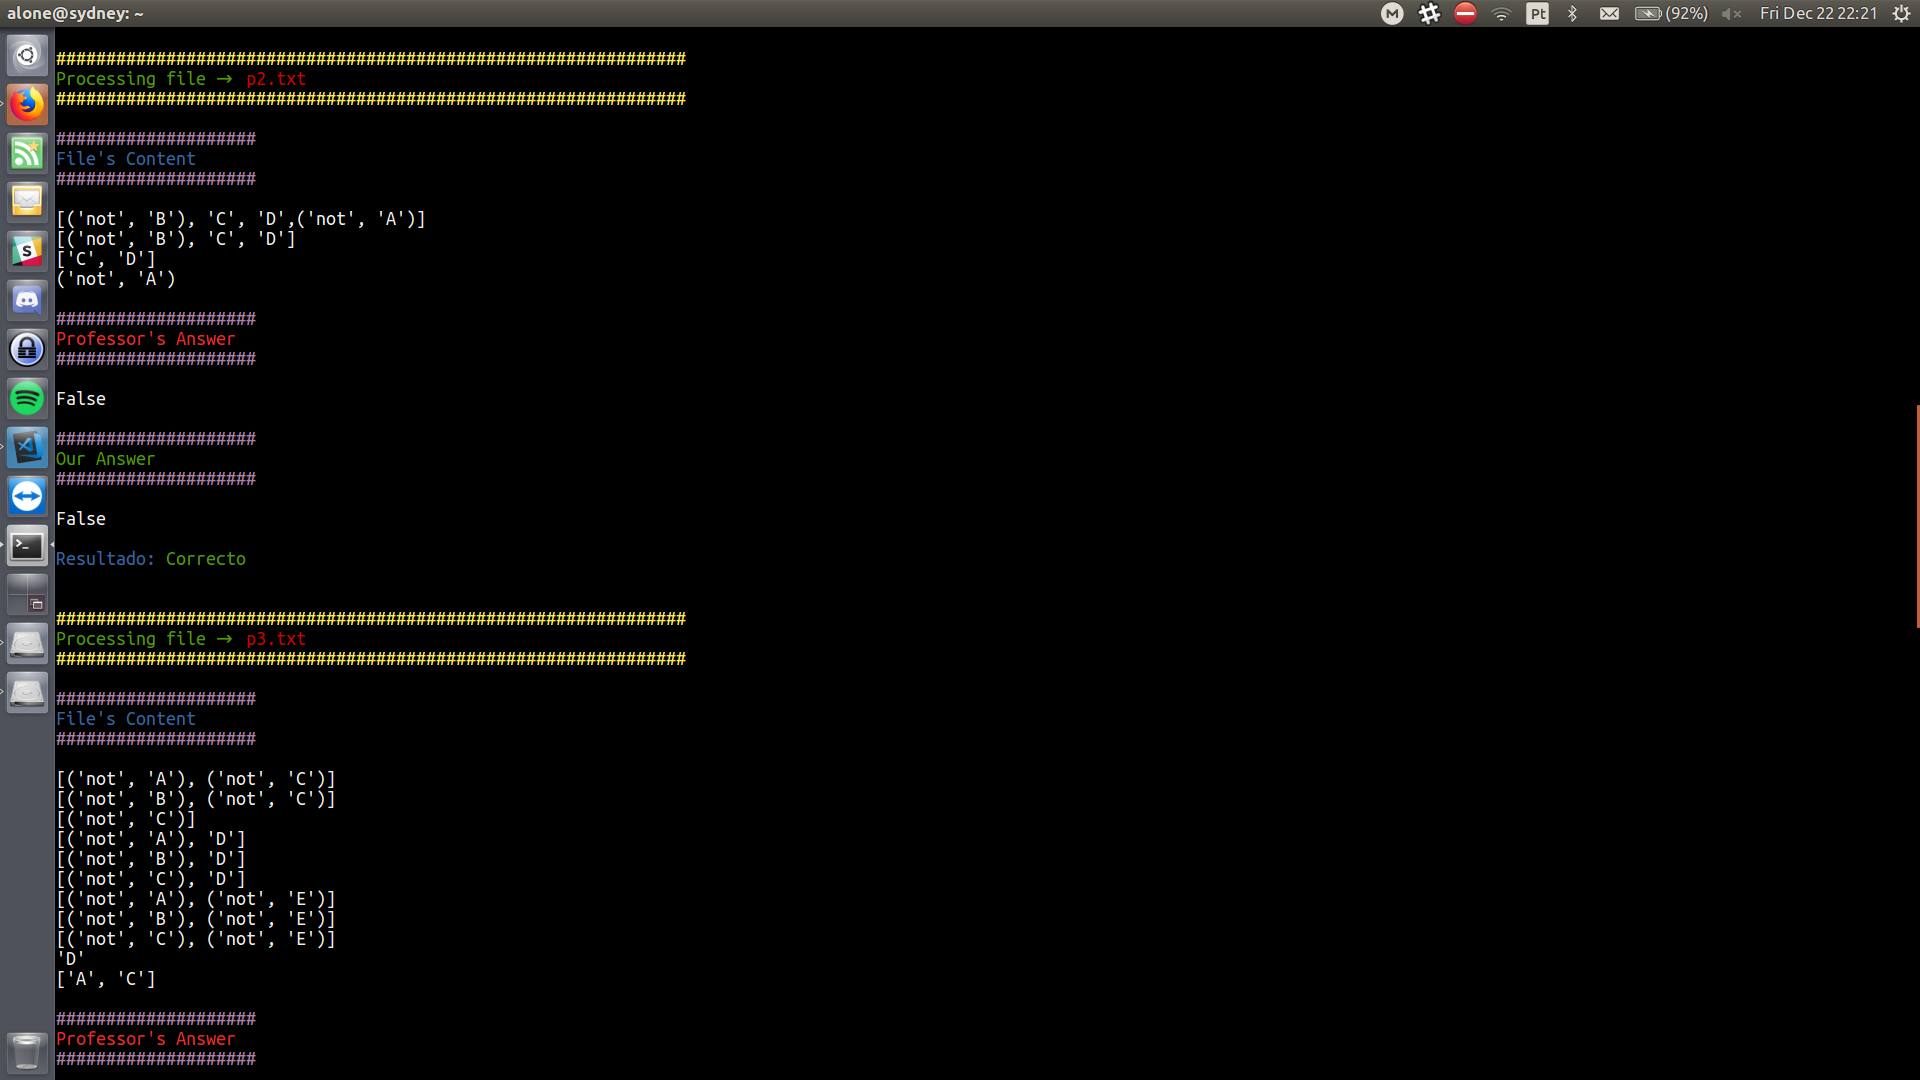 alone@sydney: ~
Pt
(92%)
Fri Dec 22 22:21
###############################################################
Processing file → p2.txt
###############################################################
####################
File's Content
####################
[('not', 'B'), 'C', 'D',('not', 'A')]
[('not', 'B'), 'C', 'D']
['C', 'D']
('not', 'A')
####################
Professor's Answer
####################
False
####################
Our Answer
####################
False
Resultado: Correcto
###############################################################
Processing file → p3.txt
###############################################################
####################
File's Content
####################
[('not', 'A'), ('not', 'C')]
[('not', 'B'), ('not', 'C')]
[('not', 'C')]
[('not', 'A'), 'D']
[('not', 'B'), 'D']
[('not', 'C'), 'D']
[('not', 'A'), ('not', 'E')]
[('not', 'B'), ('not', 'E')]
[('not', 'C'), ('not', 'E')]
'D'
['A', 'C']
####################
Professor's Answer
####################